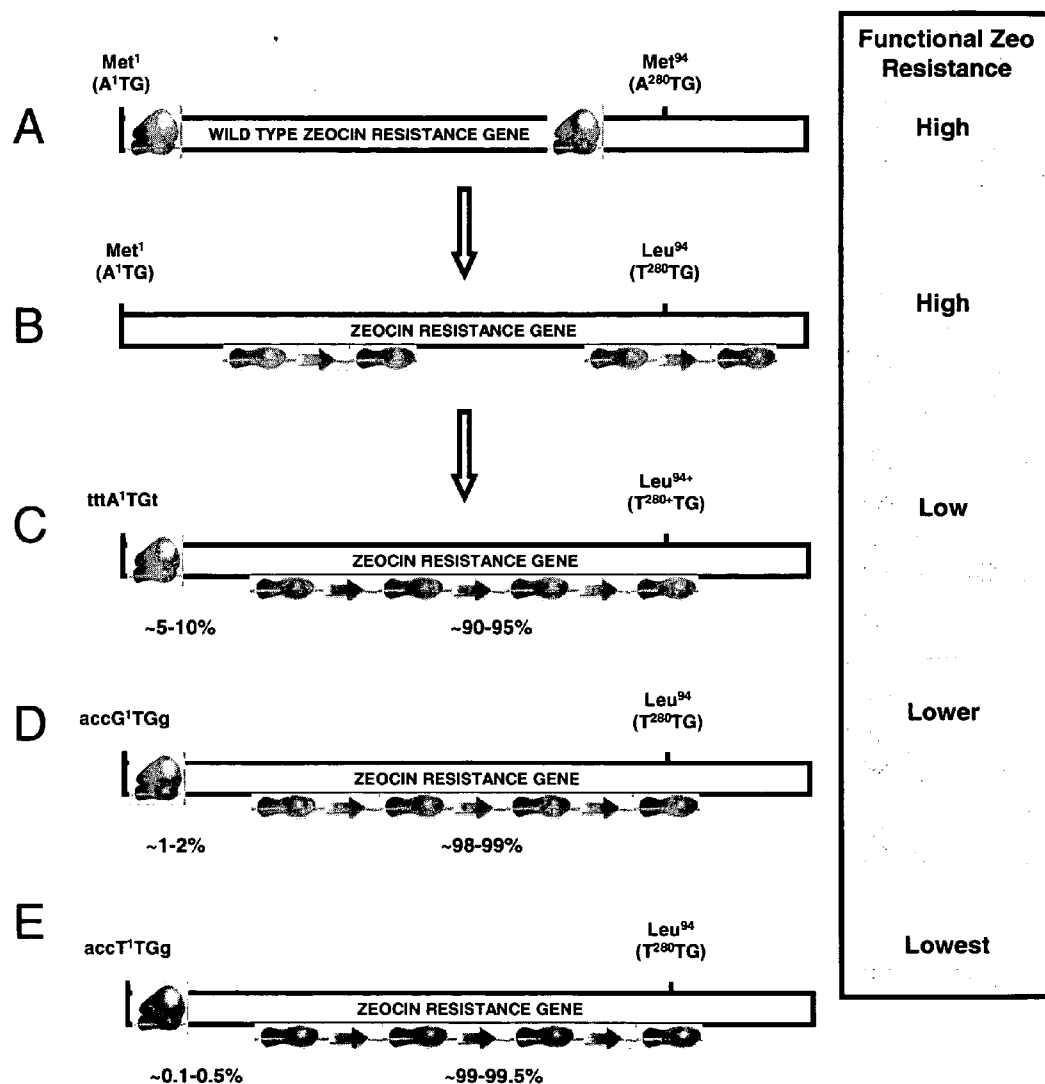 Functional Zeo
Resistance
Met¹
(A¹TG)
Met⁹⁴
(A²⁸⁰TG)
A
WILD TYPE ZEOCIN RESISTANCE GENE
High
Met¹
(A¹TG)
Leu⁹⁴
(T²⁸⁰TG)
B
ZEOCIN RESISTANCE GENE
High
tttA¹TGt
Leu⁹⁴⁺
(T²⁸⁰⁺TG)
C
ZEOCIN RESISTANCE GENE
Low
~5-10%
~90-95%
accG¹TGg
Leu⁹⁴
(T²⁸⁰TG)
D
ZEOCIN RESISTANCE GENE
Lower
~1-2%
~98-99%
accT¹TGg
Leu⁹⁴
(T²⁸⁰TG)
E
ZEOCIN RESISTANCE GENE
Lowest
~0.1-0.5%
~99-99.5%